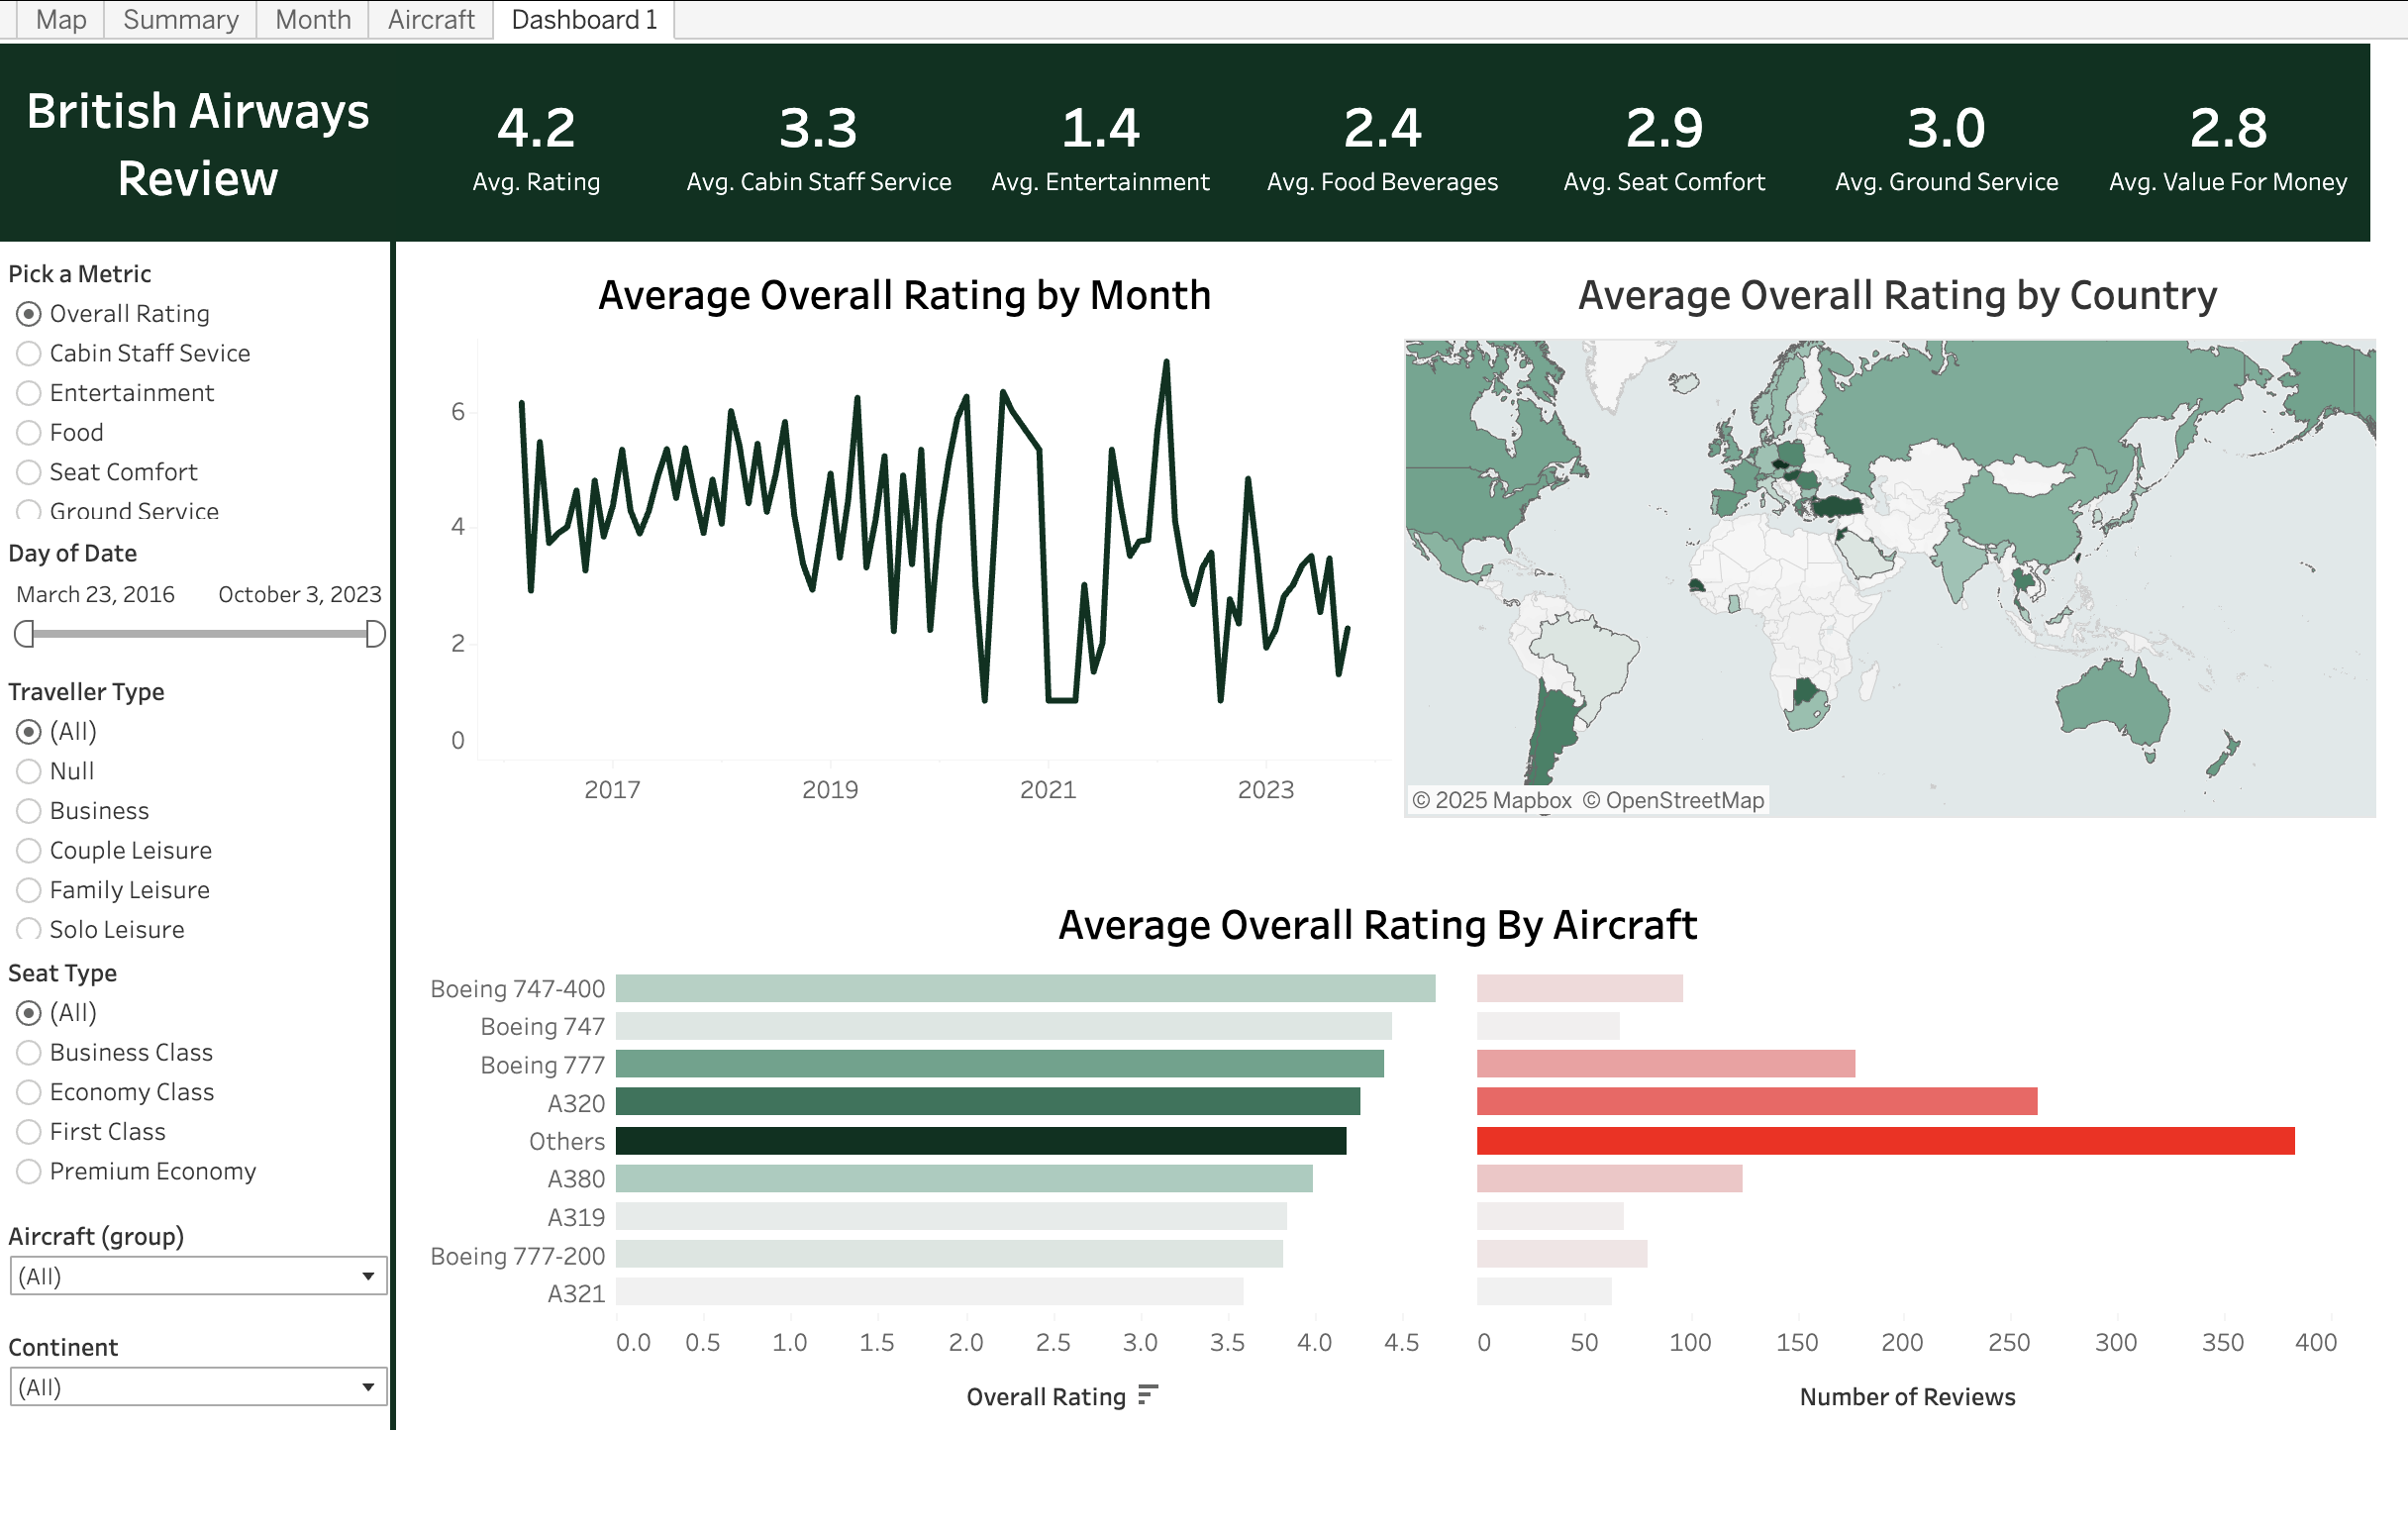 Map
Summary
Month
Aircraft
Dashboard 1
British Airways
Review
4.2
Avg. Rating
3.3
Avg. Cabin Staff Service
1.4
Avg. Entertainment
2.4
Avg. Food Beverages
2.9
Avg. Seat Comfort
3.0
Avg. Ground Service
2.8
Avg. Value For Money
Pick a Metric
Overall Rating
Cabin Staff Sevice
Entertainment
Food
Seat Comfort
Ground Service
Day of Date
March 23, 2016
October 3, 2023
Traveller Type
(All)
Null
Business
Couple Leisure
Family Leisure
Solo Leisure
Seat Type
(All)
Business Class
Economy Class
First Class
Premium Economy
Aircraft (group)
(All)
Continent
(All)
Average Overall Rating by Month
6
4
2
0
2017
2019
2021
2023
Average Overall Rating by Country
© 2025 Mapbox © OpenStreetMap
Average Overall Rating By Aircraft
Boeing 747-400
Boeing 747
Boeing 777
A320
Others
A380
A319
Boeing 777-200
A321
0.0
0.5
1.0
1.5
2.0
2.5
3.0
3.5
4.0
4.5
Overall Rating
0
50
100
150
200
250
300
350
400
Number of Reviews